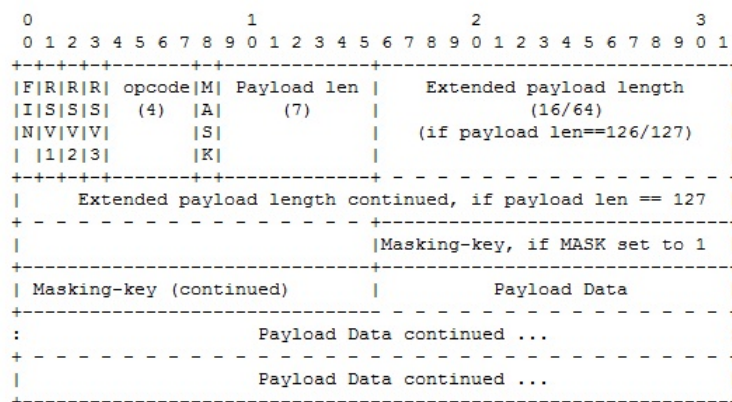 0                   1                   2                   3
 0 1 2 3 4 5 6 7 8 9 0 1 2 3 4 5 6 7 8 9 0 1 2 3 4 5 6 7 8 9 0 1
+-+-+-+-+-------+-+-------------+-------------------------------
|F|R|R|R| opcode|M| Payload len |    Extended payload length
|I|S|S|S|  (4)  |A|     (7)     |             (16/64)
|N|V|V|V|       |S|             |   (if payload len==126/127)
| |1|2|3|       |K|             |
+-+-+-+-+-------+-+-------------+ - - - - - - - - - - - - - - -
|     Extended payload length continued, if payload len == 127
+ - - - - - - - - - - - - - - - +-------------------------------
|                               |Masking-key, if MASK set to 1
+-------------------------------+-------------------------------
| Masking-key (continued)       |          Payload Data
+-------------------------------- - - - - - - - - - - - - - - -
:                     Payload Data continued ...
+ - - - - - - - - - - - - - - - - - - - - - - - - - - - - - - -
|                     Payload Data continued ...
+---------------------------------------------------------------